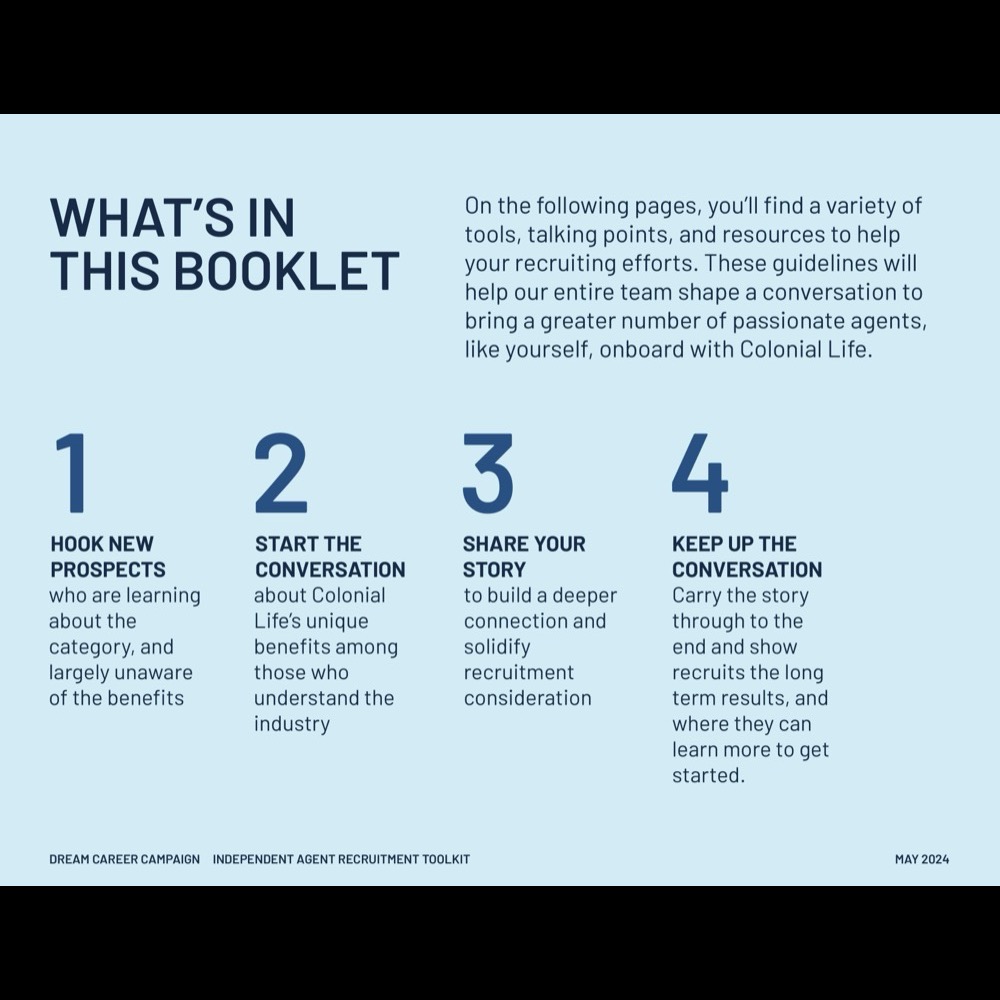 WHAT'S IN
THIS BOOKLET
On the following pages, you'll find a variety of
tools, talking points, and resources to help
your recruiting efforts. These guidelines will
help our entire team shape a conversation to
bring a greater number of passionate agents,
like yourself, onboard with Colonial Life.
1
HOOK NEW
PROSPECTS
who are learning
about the
category, and
largely unaware
of the benefits
2
START THE
CONVERSATION
about Colonial
Life's unique
benefits among
those who
understand the
industry
3
SHARE YOUR
STORY
to build a deeper
connection and
solidify
recruitment
consideration
4
KEEP UP THE
CONVERSATION
Carry the story
through to the
end and show
recruits the long
term results, and
where they can
learn more to get
started.
DREAM CAREER CAMPAIGN INDEPENDENT AGENT RECRUITMENT TOOLKIT
MAY 2024